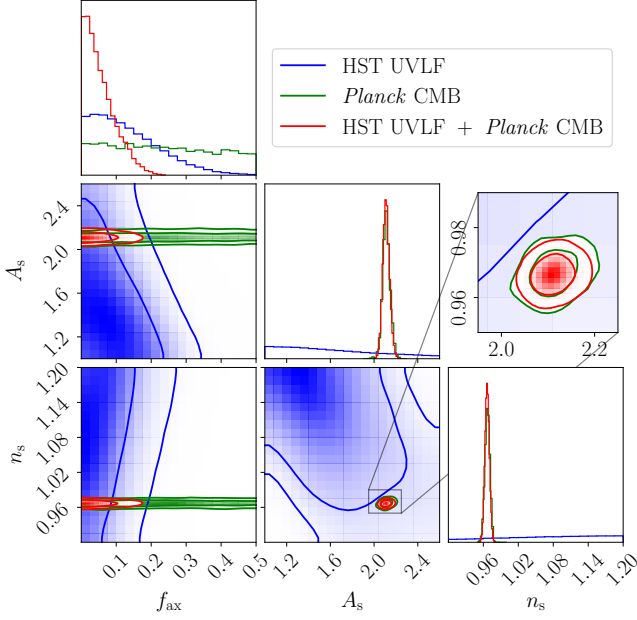 HST UVLF
Planck CMB
HST UVLF + Planck CMB
A_s
2.4
2.0
1.6
1.2
0.98
0.96
2.0 2.2
n_s
1.20
1.14
1.08
1.02
0.96
0.1 0.2 0.3 0.4 0.5
f_ax
1.2 1.6 2.0 2.4
A_s
0.96 1.02 1.08 1.14 1.20
n_s